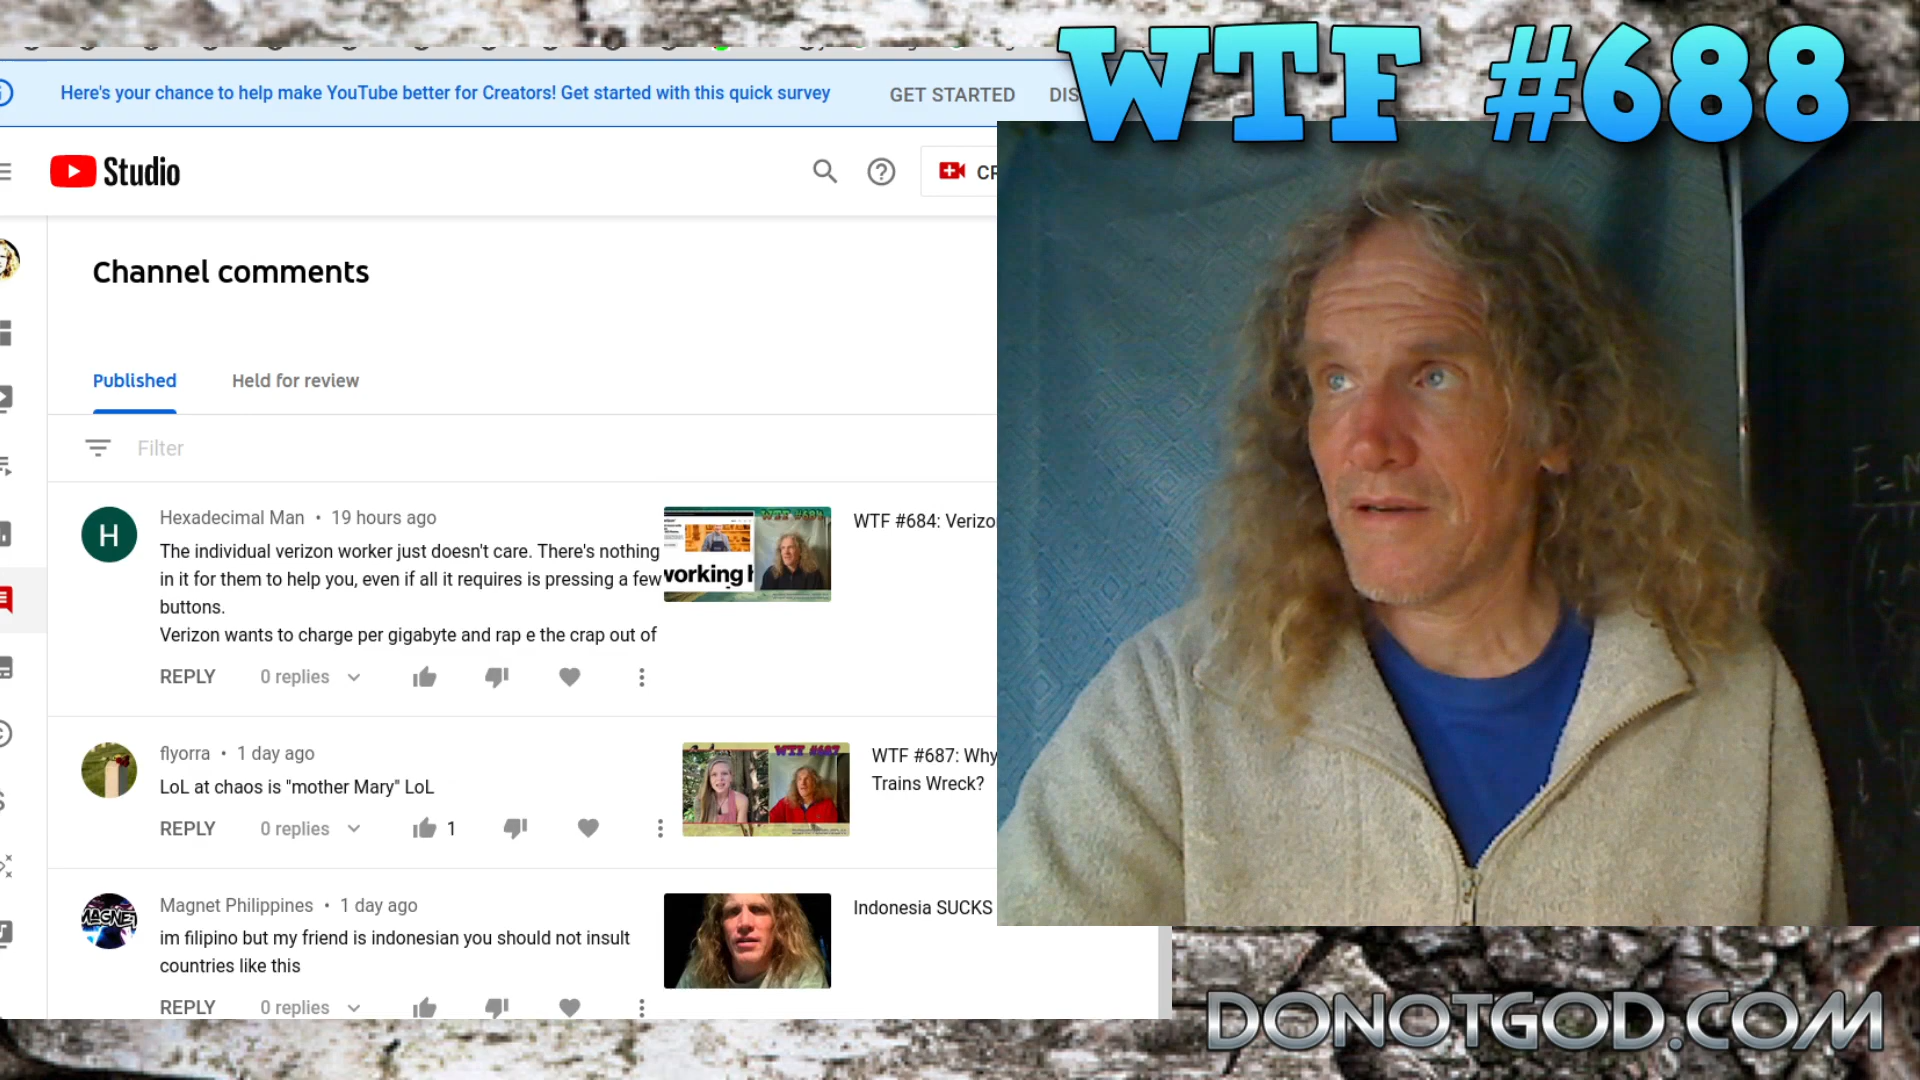 WTF #688
Here's your chance to help make YouTube better for Creators! Get started with this quick survey
GET STARTED
DIS
Studio
CR
Channel comments
Published
Held for review
Filter
H
Hexadecimal Man • 19 hours ago
The individual verizon worker just doesn't care. There's nothing
in it for them to help you, even if all it requires is pressing a few
buttons.
Verizon wants to charge per gigabyte and rap e the crap out of
REPLY
0 replies
working h
WTF #684: Verizo
flyorra • 1 day ago
LoL at chaos is "mother Mary" LoL
REPLY
0 replies
1
WTF #687
WTF #687: Why
Trains Wreck?
Magnet Philippines • 1 day ago
im filipino but my friend is indonesian you should not insult
countries like this
REPLY
0 replies
MAGNET
Indonesia SUCKS
DONOTGOD.COM